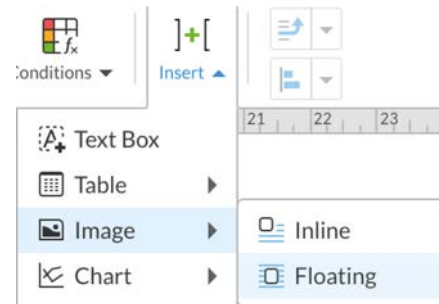 Conditions Insert
21 22 23
Text Box
Table
Image
Inline
Chart
Floating